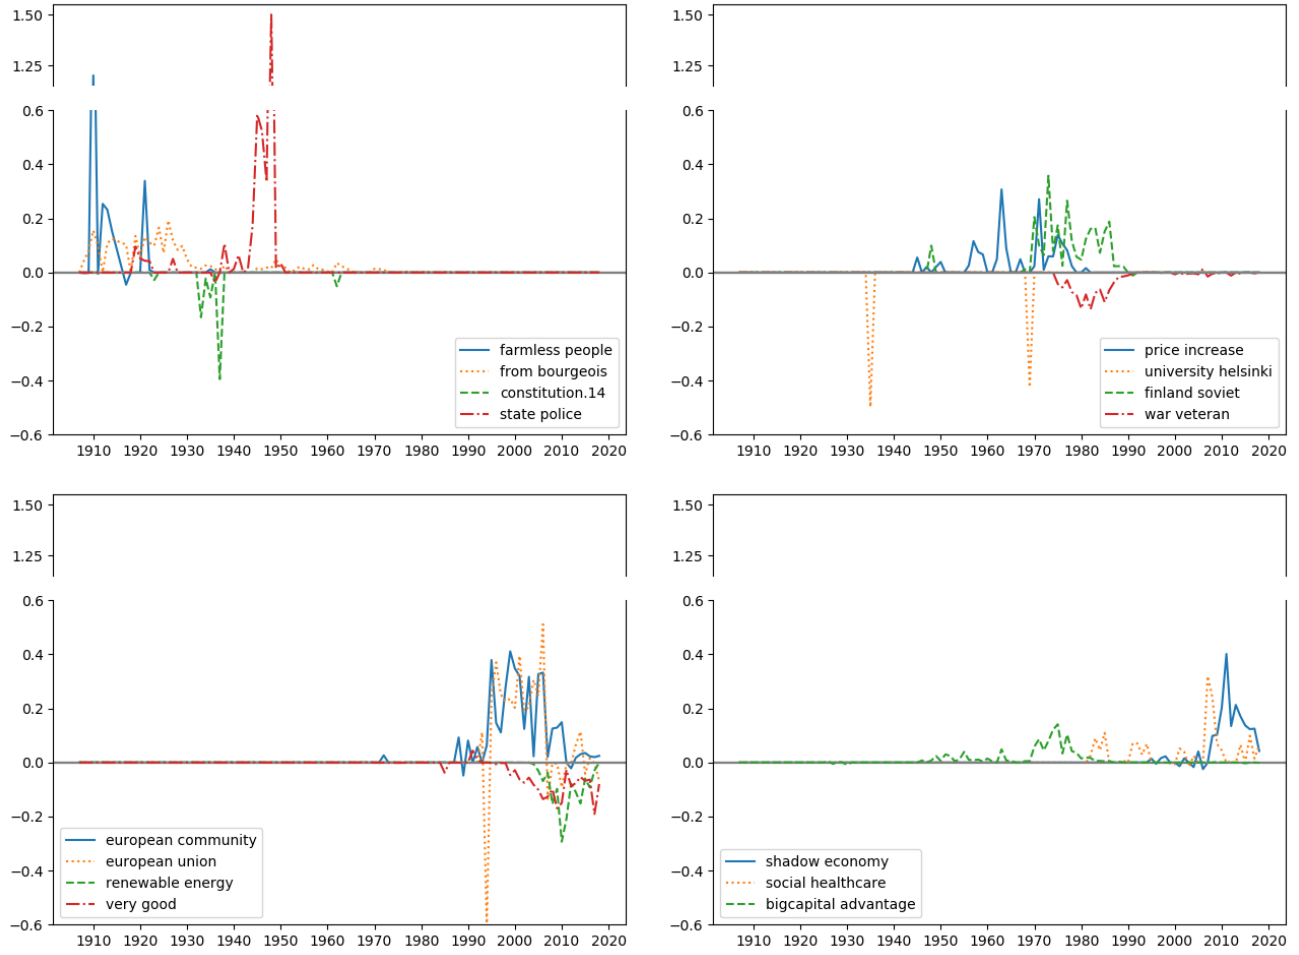 1.50
1.25
0.6
0.4
0.2
0.0
−0.2
−0.4
−0.6
1910 1920 1930 1940 1950 1960 1970 1980 1990 2000 2010 2020
farmless people
from bourgeois
constitution.14
state police
1.50
1.25
0.6
0.4
0.2
0.0
−0.2
−0.4
−0.6
1910 1920 1930 1940 1950 1960 1970 1980 1990 2000 2010 2020
price increase
university helsinki
finland soviet
war veteran
1.50
1.25
0.6
0.4
0.2
0.0
−0.2
−0.4
−0.6
1910 1920 1930 1940 1950 1960 1970 1980 1990 2000 2010 2020
european community
european union
renewable energy
very good
1.50
1.25
0.6
0.4
0.2
0.0
−0.2
−0.4
−0.6
1910 1920 1930 1940 1950 1960 1970 1980 1990 2000 2010 2020
shadow economy
social healthcare
bigcapital advantage